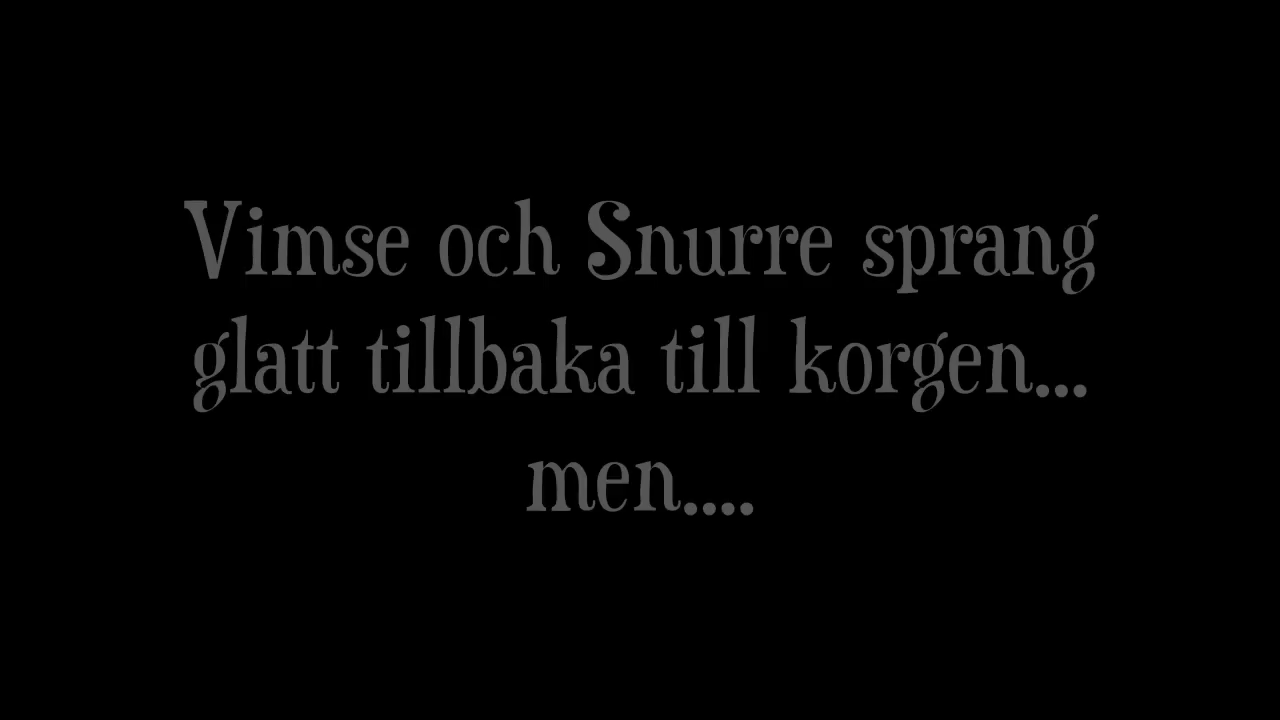 Vimse och Snurre sprang
glatt tillbaka till korgen...
men....